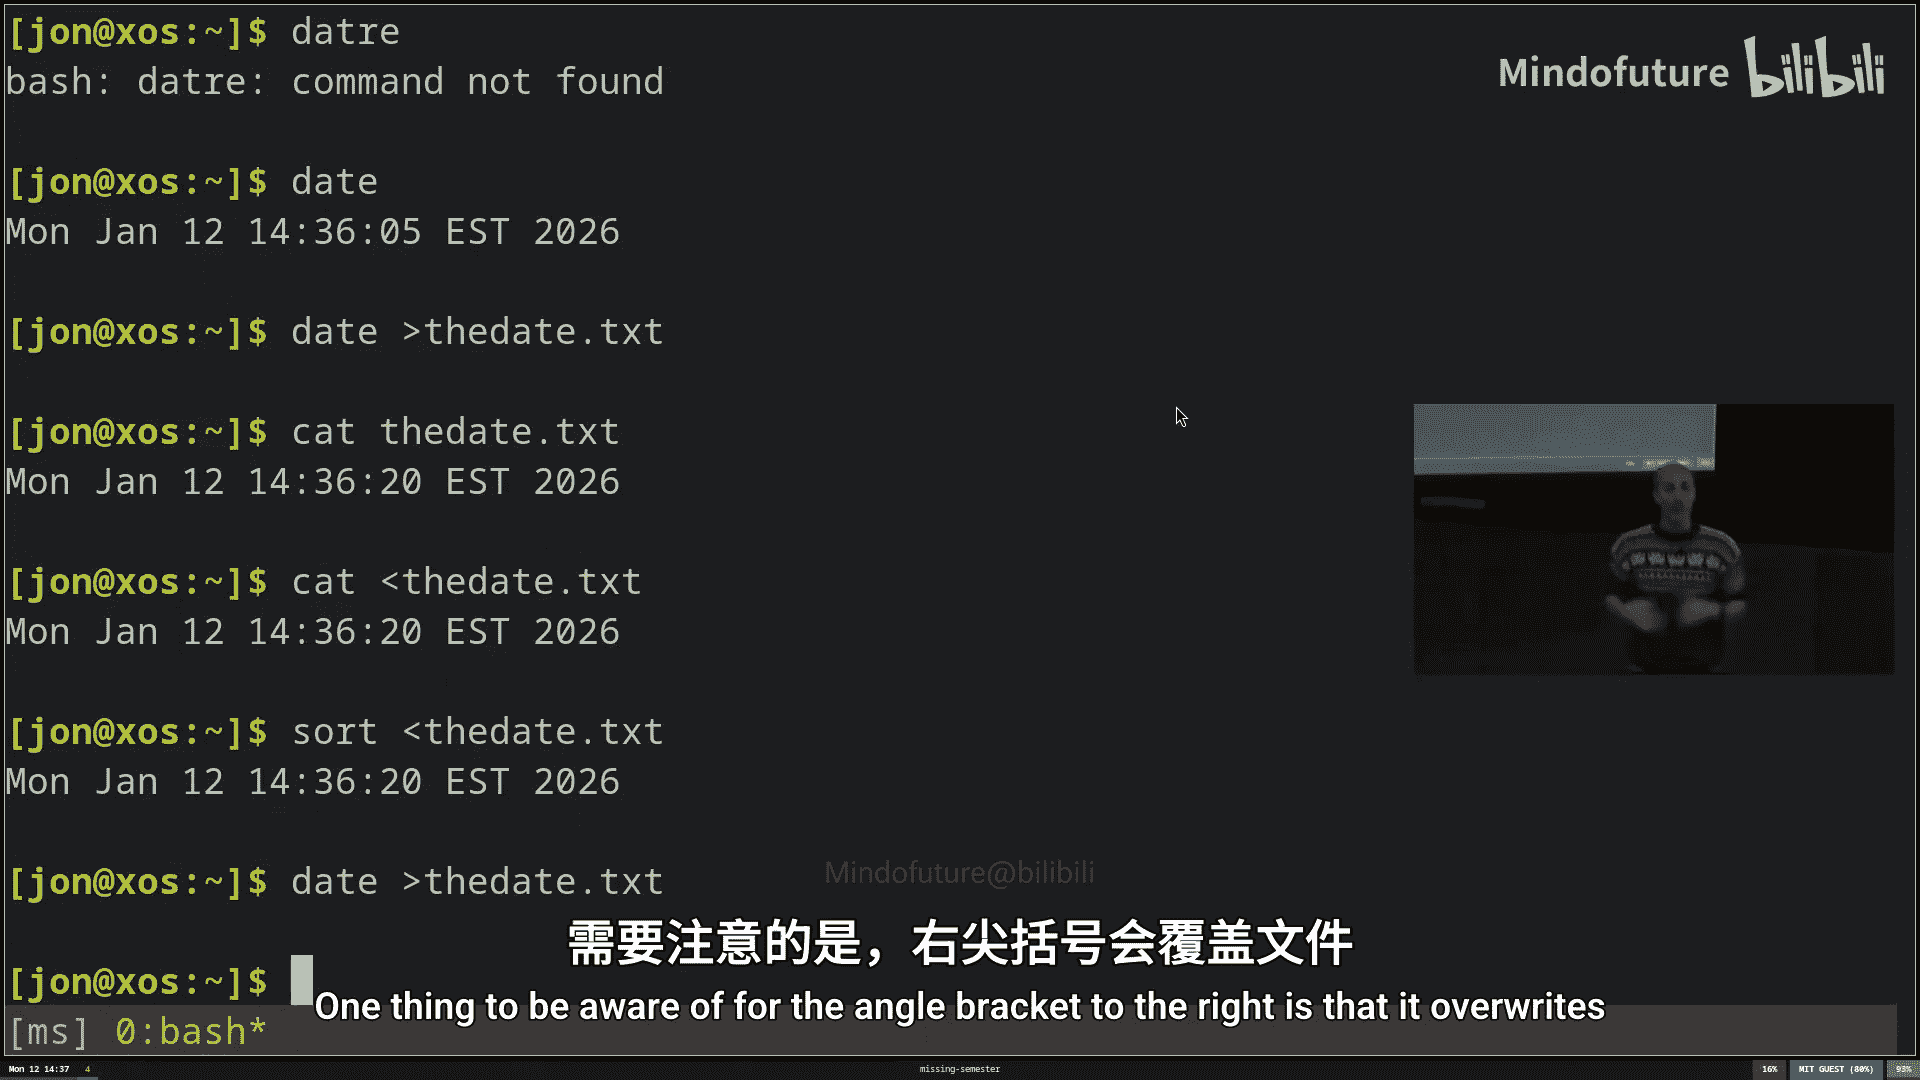 [jon@xos:~]$ datre
bash: datre: command not found
Mindofuture bilibili
[jon@xos:~]$ date
Mon Jan 12 14:36:05 EST 2026
[jon@xos:~]$ date >thedate.txt
[jon@xos:~]$ cat thedate.txt
Mon Jan 12 14:36:20 EST 2026
[jon@xos:~]$ cat <thedate.txt
Mon Jan 12 14:36:20 EST 2026
[jon@xos:~]$ sort <thedate.txt
Mon Jan 12 14:36:20 EST 2026
[jon@xos:~]$ date >thedate.txt
Mindofuture@bilibili
需要注意的是，右尖括号会覆盖文件
[jon@xos:~]$
One thing to be aware of for the angle bracket to the right is that it overwrites
[ms] 0:bash*
Mon 12 14:37 4 missing-semester 16% MIT GUEST (80%) 93%